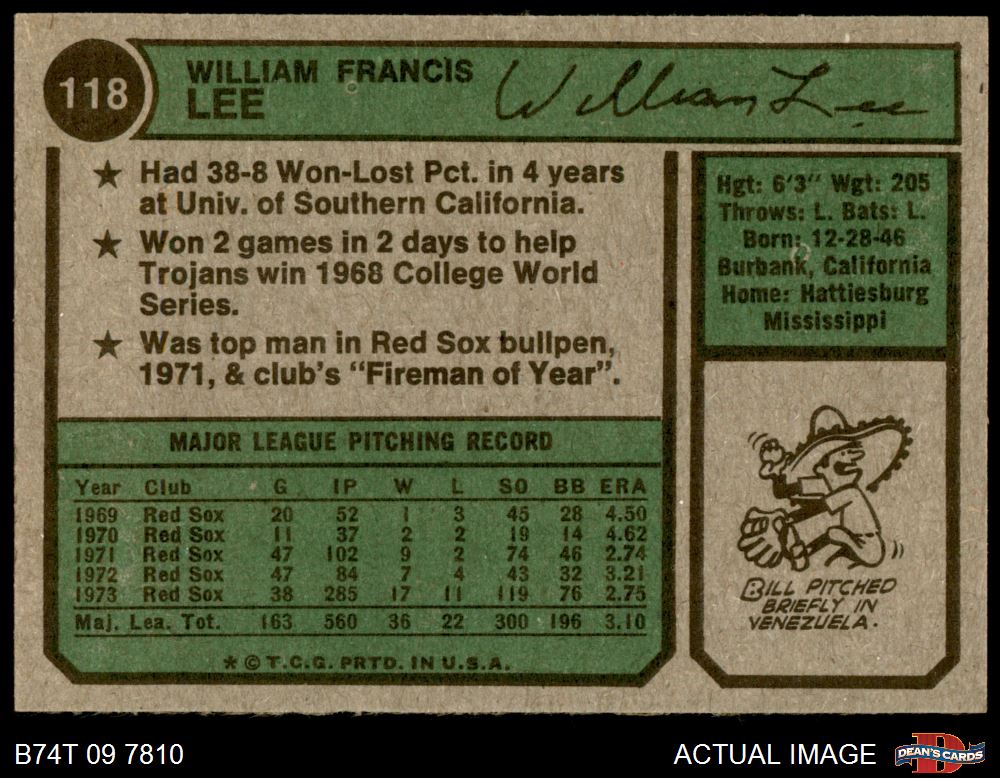 118
WILLIAM FRANCIS
LEE
William Lee
★ Had 38-8 Won-Lost Pct. in 4 years
at Univ. of Southern California.
★ Won 2 games in 2 days to help
Trojans win 1968 College World
Series.
★ Was top man in Red Sox bullpen,
1971, & club's "Fireman of Year".
Hgt: 6'3" Wgt: 205
Throws: L. Bats: L.
Born: 12-28-46
Burbank, California
Home: Hattiesburg
Mississippi
MAJOR LEAGUE PITCHING RECORD
Year Club G IP W L SO BB ERA
1969 Red Sox 20 52 1 3 45 28 4.50
1970 Red Sox 11 37 2 2 19 14 4.62
1971 Red Sox 47 102 9 2 74 46 2.74
1972 Red Sox 47 84 7 4 43 32 3.21
1973 Red Sox 38 285 17 11 119 76 2.75
Maj. Lea. Tot. 163 560 36 22 300 196 3.10
★ © T.C.G. PRTD. IN U.S.A.
BILL PITCHED
BRIEFLY IN
VENEZUELA.
B74T 09 7810
ACTUAL IMAGE
DEAN'S CARDS